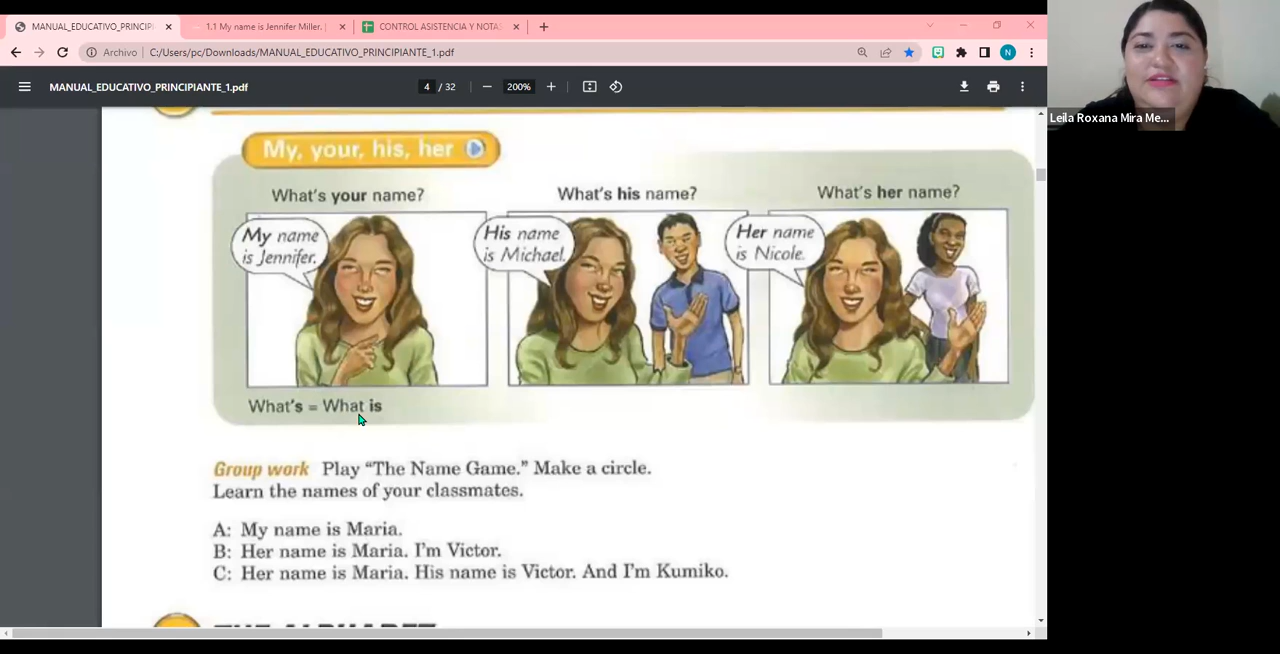 MANUAL_EDUCATIVO_PRINCIPI
1.1 My name is Jennifer Miller. |
CONTROL ASISTENCIA Y NOTA
Archivo
C:/Users/pc/Downloads/MANUAL_EDUCATIVO_PRINCIPIANTE_1.pdf
N
MANUAL_EDUCATIVO_PRINCIPIANTE_1.pdf
4 / 32
200%
Leila Roxana Mira Me...
My, your, his, her
What's your name?
What's his name?
What's her name?
My name
is Jennifer.
His name
is Michael.
Her name
is Nicole.
What's = What is
Group work Play “The Name Game.” Make a circle.
Learn the names of your classmates.
A: My name is Maria.
B: Her name is Maria. I'm Victor.
C: Her name is Maria. His name is Victor. And I'm Kumiko.